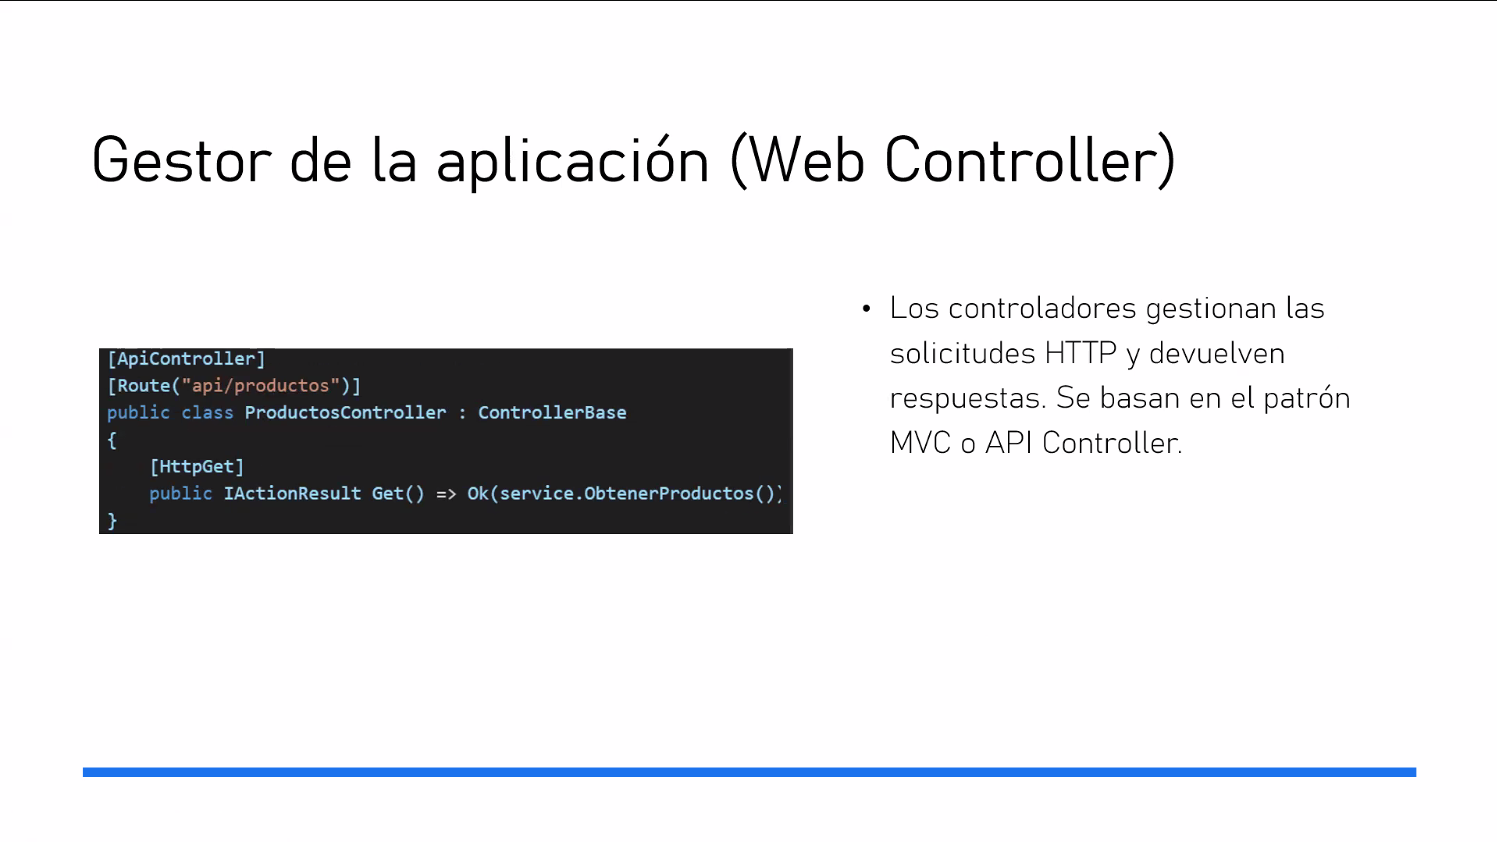 Gestor de la aplicación (Web Controller)
[ApiController]
[Route("api/productos")]
public class ProductosController : ControllerBase
{
    [HttpGet]
    public IActionResult Get() => Ok(service.ObtenerProductos())
}
• Los controladores gestionan las
solicitudes HTTP y devuelven
respuestas. Se basan en el patrón
MVC o API Controller.